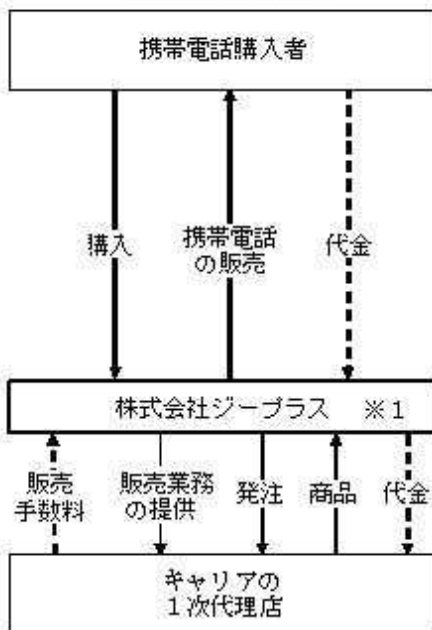 携帯電話購入者
購入
携帯電話
の販売
代金
株式会社ジープラス　※１
販売
手数料
販売業務
の提供
発注
商品
代金
キャリアの
１次代理店